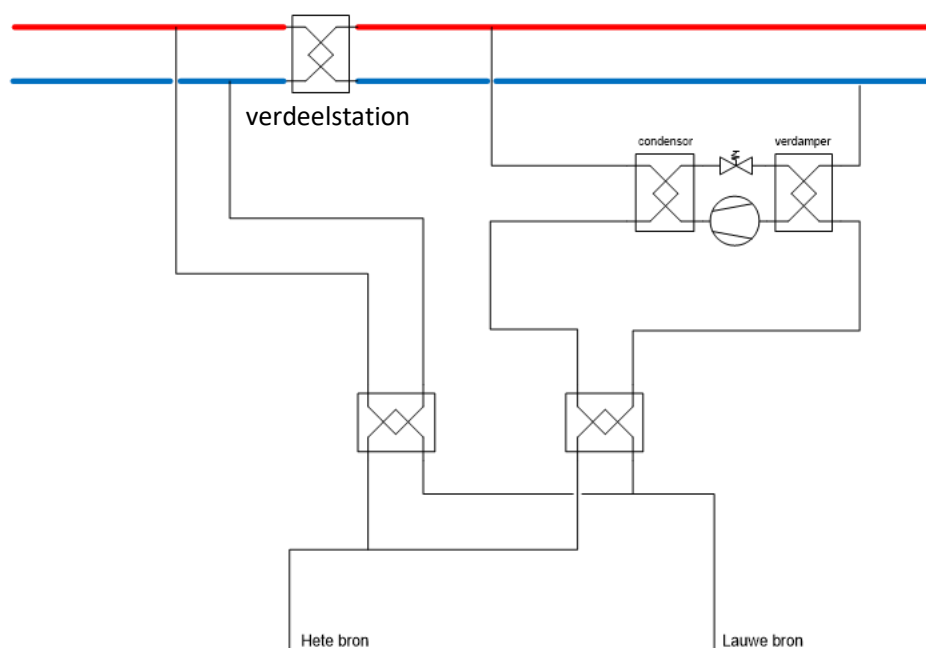 verdeelstation
condensor
verdamper
Hete bron
Lauwe bron